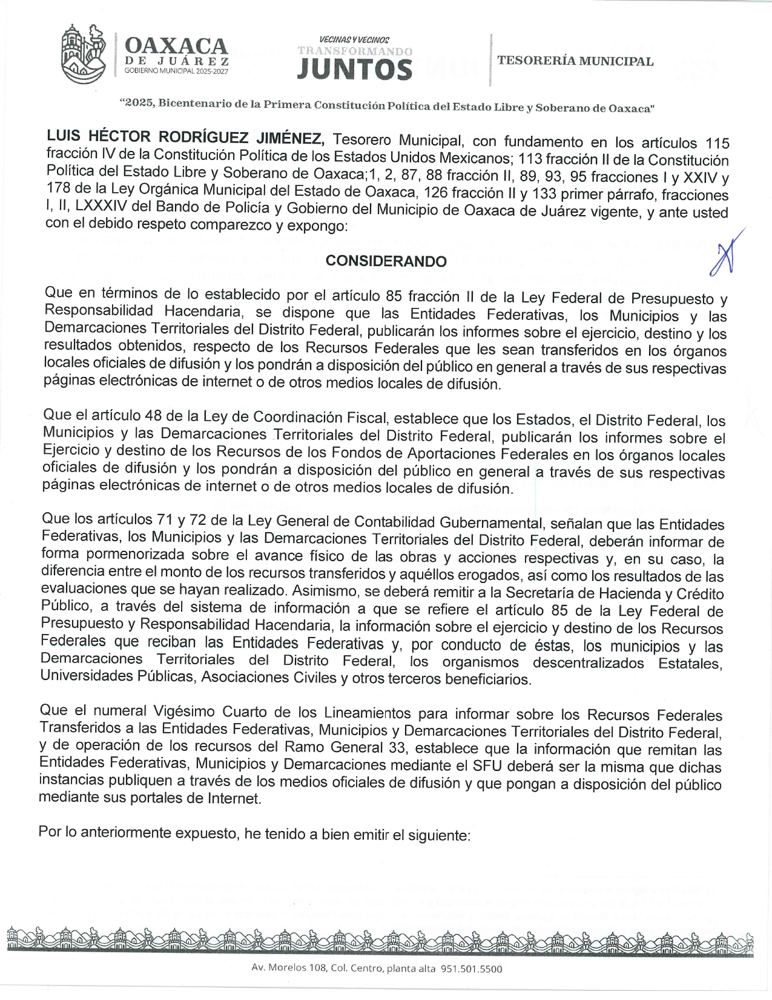 OAXACA
DE JUÁREZ
GOBIERNO MUNICIPAL 2025-2027
VECINAS Y VECINOS
TRANSFORMANDO
JUNTOS
TESORERÍA MUNICIPAL
"2025, Bicentenario de la Primera Constitución Política del Estado Libre y Soberano de Oaxaca"
LUIS HÉCTOR RODRÍGUEZ JIMÉNEZ, Tesorero Municipal, con fundamento en los artículos 115
fracción IV de la Constitución Política de los Estados Unidos Mexicanos; 113 fracción II de la Constitución
Política del Estado Libre y Soberano de Oaxaca;1, 2, 87, 88 fracción II, 89, 93, 95 fracciones I y XXIV y
178 de la Ley Orgánica Municipal del Estado de Oaxaca, 126 fracción II y 133 primer párrafo, fracciones
I, II, LXXXIV del Bando de Policía y Gobierno del Municipio de Oaxaca de Juárez vigente, y ante usted
con el debido respeto comparezco y expongo:
CONSIDERANDO
Que en términos de lo establecido por el artículo 85 fracción II de la Ley Federal de Presupuesto y
Responsabilidad Hacendaria, se dispone que las Entidades Federativas, los Municipios y las
Demarcaciones Territoriales del Distrito Federal, publicarán los informes sobre el ejercicio, destino y los
resultados obtenidos, respecto de los Recursos Federales que les sean transferidos en los órganos
locales oficiales de difusión y los pondrán a disposición del público en general a través de sus respectivas
páginas electrónicas de internet o de otros medios locales de difusión.
Que el artículo 48 de la Ley de Coordinación Fiscal, establece que los Estados, el Distrito Federal, los
Municipios y las Demarcaciones Territoriales del Distrito Federal, publicarán los informes sobre el
Ejercicio y destino de los Recursos de los Fondos de Aportaciones Federales en los órganos locales
oficiales de difusión y los pondrán a disposición del público en general a través de sus respectivas
páginas electrónicas de internet o de otros medios locales de difusión.
Que los artículos 71 y 72 de la Ley General de Contabilidad Gubernamental, señalan que las Entidades
Federativas, los Municipios y las Demarcaciones Territoriales del Distrito Federal, deberán informar de
forma pormenorizada sobre el avance físico de las obras y acciones respectivas y, en su caso, la
diferencia entre el monto de los recursos transferidos y aquéllos erogados, así como los resultados de las
evaluaciones que se hayan realizado. Asimismo, se deberá remitir a la Secretaría de Hacienda y Crédito
Público, a través del sistema de información a que se refiere el artículo 85 de la Ley Federal de
Presupuesto y Responsabilidad Hacendaria, la información sobre el ejercicio y destino de los Recursos
Federales que reciban las Entidades Federativas y, por conducto de éstas, los municipios y las
Demarcaciones Territoriales del Distrito Federal, los organismos descentralizados Estatales,
Universidades Públicas, Asociaciones Civiles y otros terceros beneficiarios.
Que el numeral Vigésimo Cuarto de los Lineamientos para informar sobre los Recursos Federales
Transferidos a las Entidades Federativas, Municipios y Demarcaciones Territoriales del Distrito Federal,
y de operación de los recursos del Ramo General 33, establece que la información que remitan las
Entidades Federativas, Municipios y Demarcaciones mediante el SFU deberá ser la misma que dichas
instancias publiquen a través de los medios oficiales de difusión y que pongan a disposición del público
mediante sus portales de Internet.
Por lo anteriormente expuesto, he tenido a bien emitir el siguiente:
Av. Morelos 108, Col. Centro, planta alta 951.501.5500